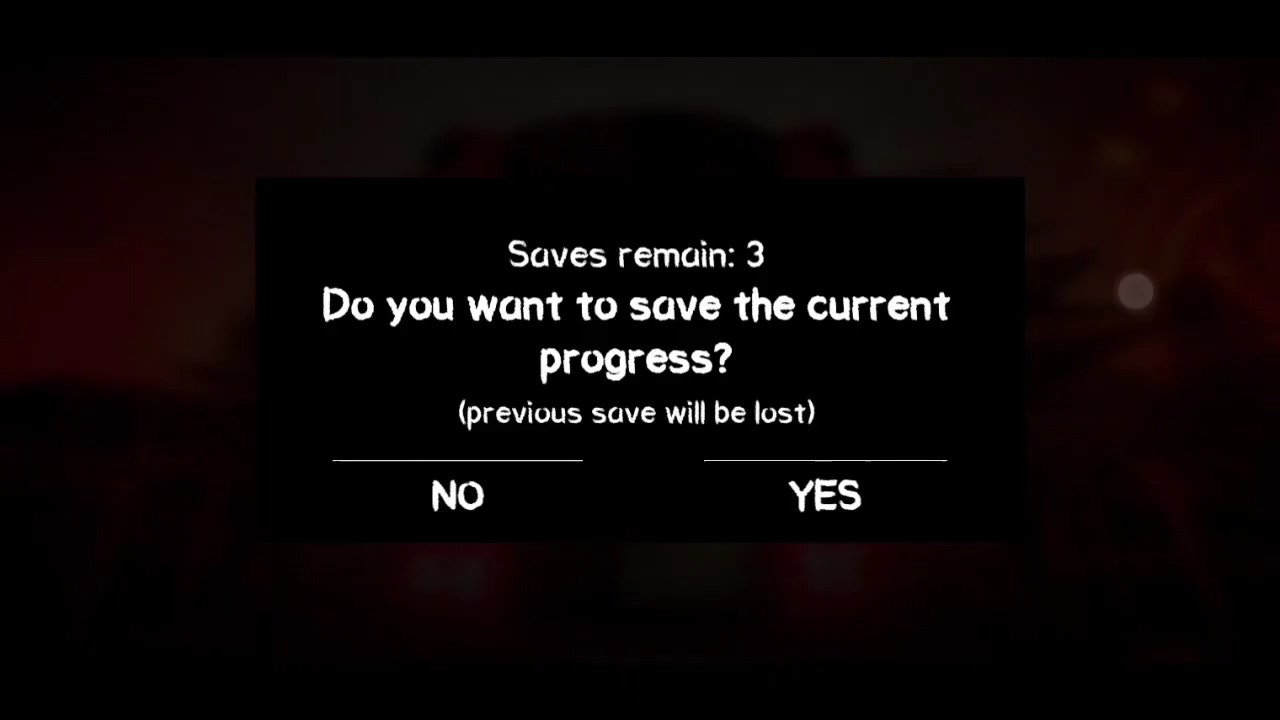 Saves remain: 3
Do you want to save the current
progress?
(previous save will be lost)
NO
YES